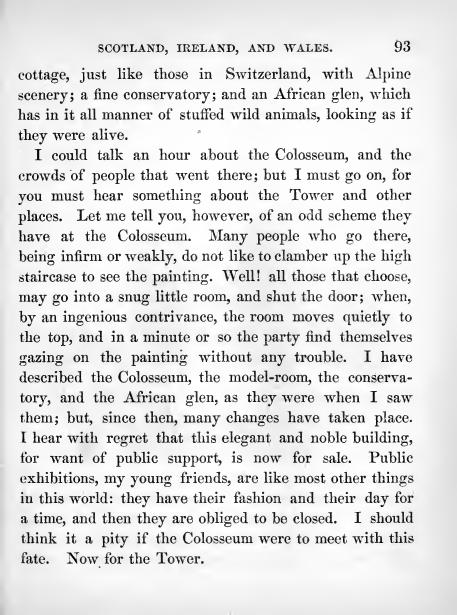 SCOTLAND, IRELAND, AND WALES. 93
cottage, just like those in Switzerland, with Alpine
scenery; a fine conservatory; and an African glen, which
has in it all manner of stuffed wild animals, looking as if
they were alive.
I could talk an hour about the Colosseum, and the
crowds of people that went there; but I must go on, for
you must hear something about the Tower and other
places. Let me tell you, however, of an odd scheme they
have at the Colosseum. Many people who go there,
being infirm or weakly, do not like to clamber up the high
staircase to see the painting. Well! all those that choose,
may go into a snug little room, and shut the door; when,
by an ingenious contrivance, the room moves quietly to
the top, and in a minute or so the party find themselves
gazing on the painting without any trouble. I have
described the Colosseum, the model-room, the conserva-
tory, and the African glen, as they were when I saw
them; but, since then, many changes have taken place.
I hear with regret that this elegant and noble building,
for want of public support, is now for sale. Public
exhibitions, my young friends, are like most other things
in this world: they have their fashion and their day for
a time, and then they are obliged to be closed. I should
think it a pity if the Colosseum were to meet with this
fate. Now for the Tower.